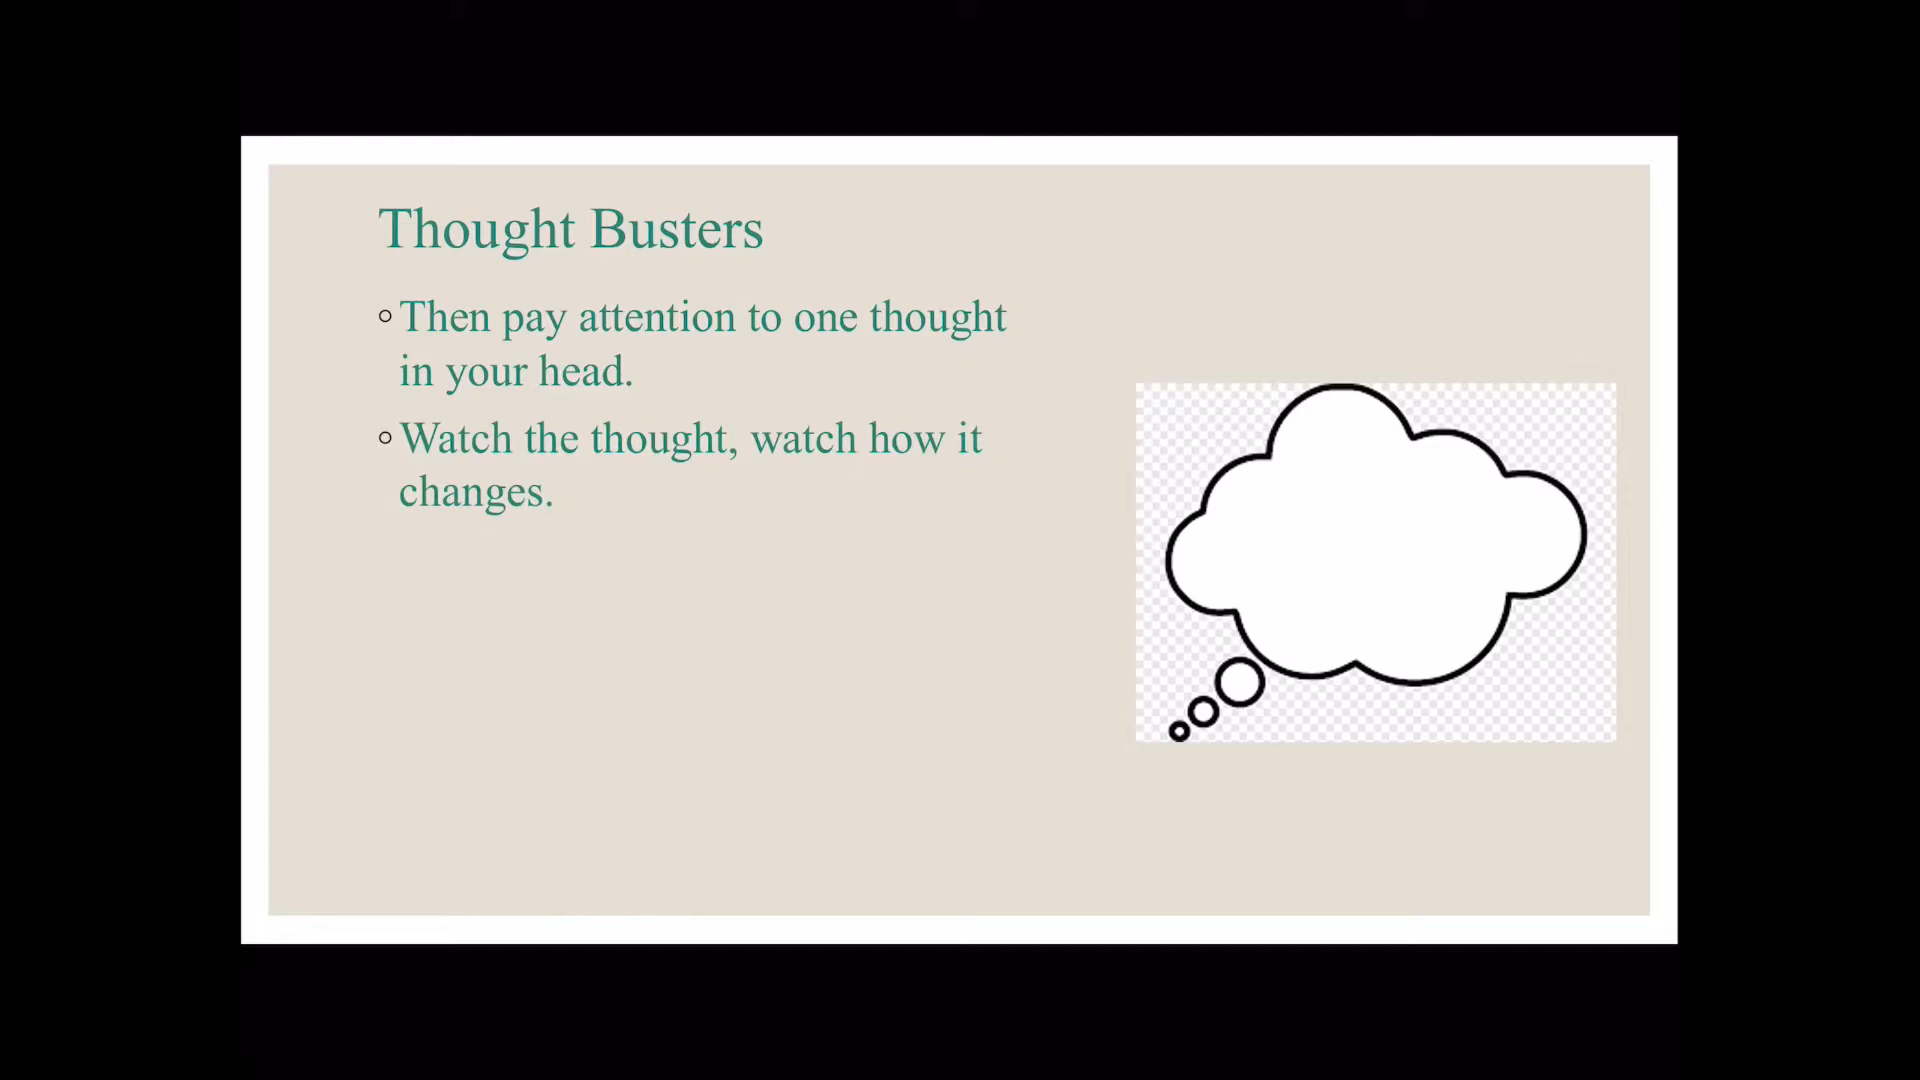 Thought Busters
Then pay attention to one thought
in your head.
Watch the thought, watch how it
changes.